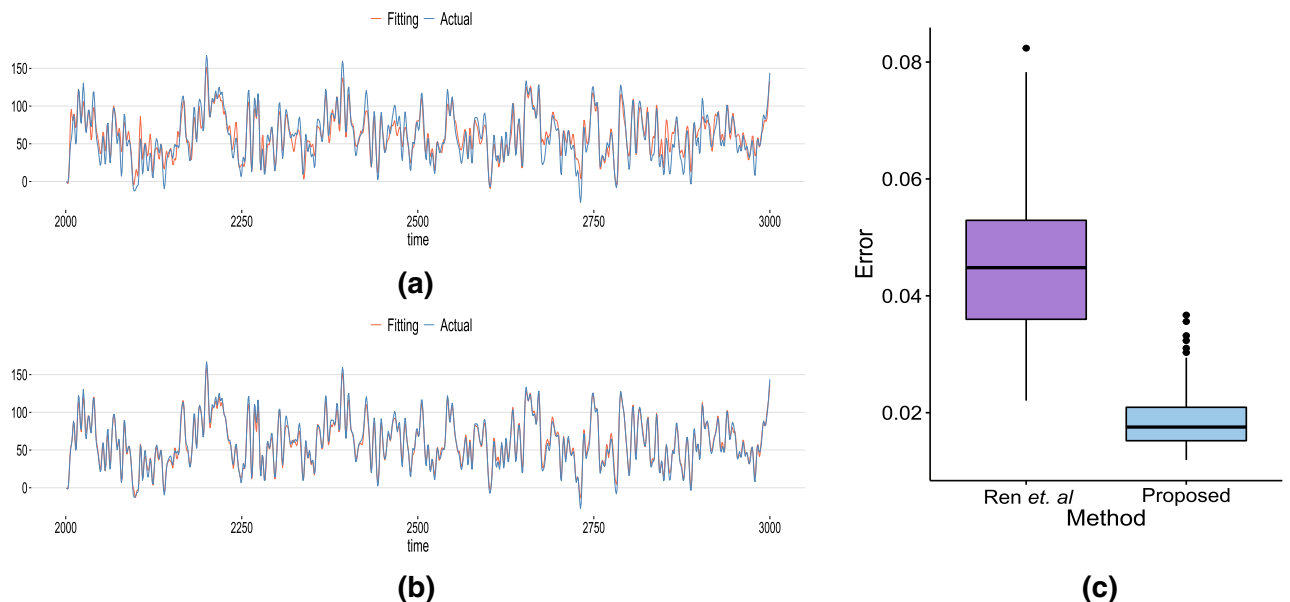 Fitting Actual
150
100
50
0
2000 2250 2500 2750 3000
time
(a)
Fitting Actual
150
100
50
0
2000 2250 2500 2750 3000
time
(b)
0.08
0.06
0.04
0.02
Error
Ren et. al Proposed
Method
(c)